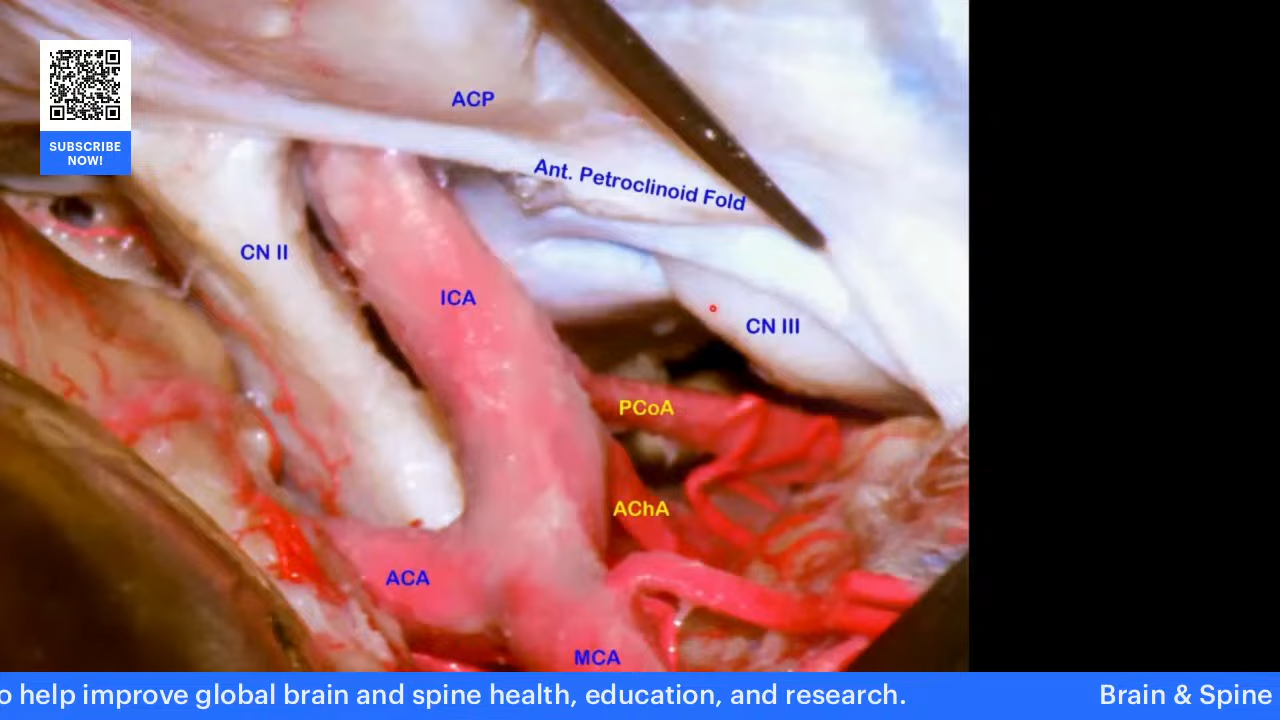 SUBSCRIBE
NOW!
ACP
Ant. Petroclinoid Fold
CN II
ICA
CN III
PCoA
AChA
ACA
MCA
o help improve global brain and spine health, education, and research.
Brain & Spine